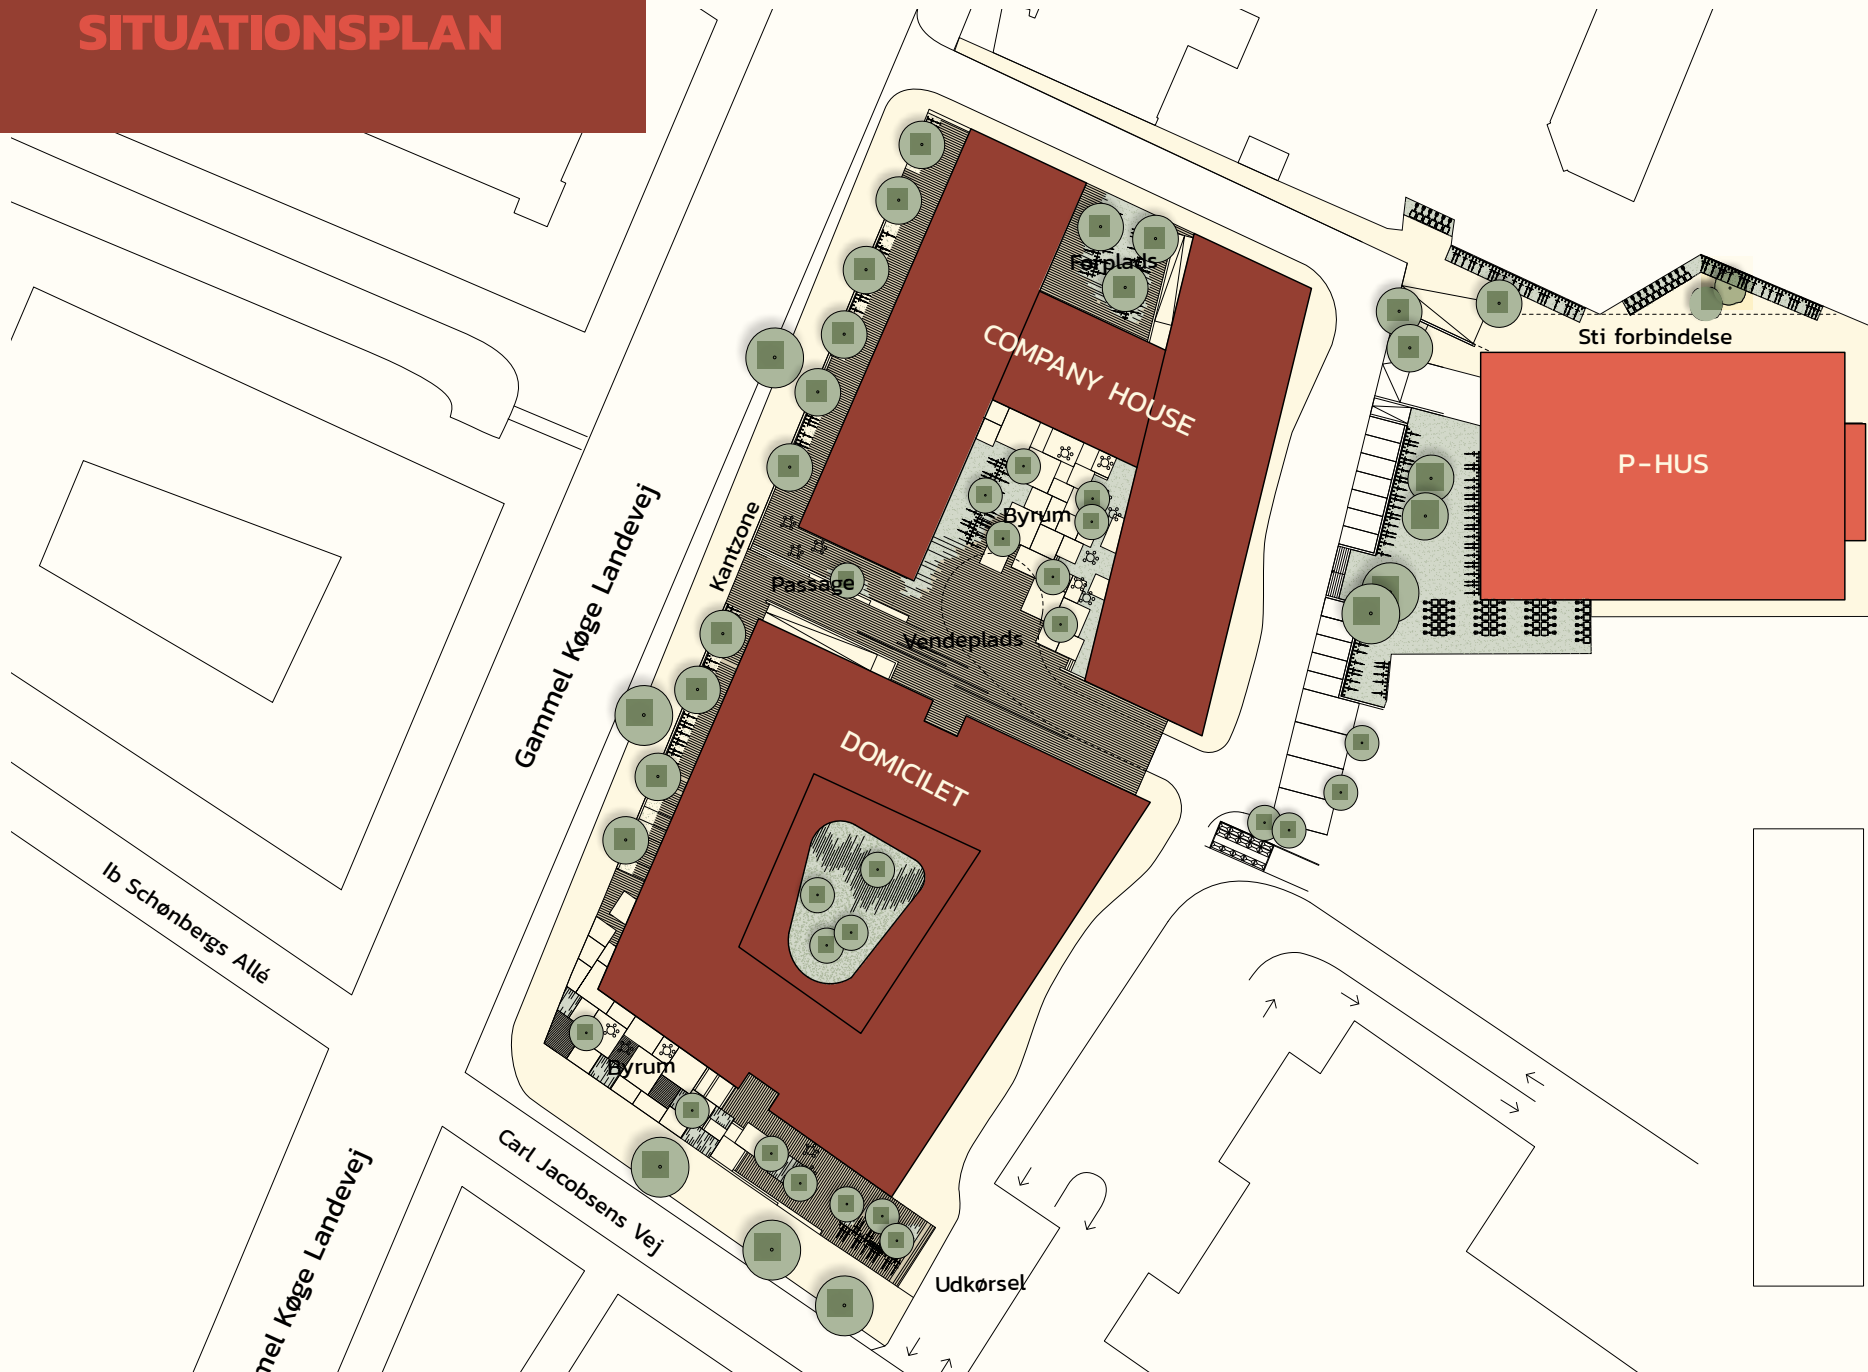 SITUATIONSPLAN
Forplads
COMPANY HOUSE
Sti forbindelse
P-HUS
Byrum
Kantzone
Passage
Vendeplads
Gammel Køge Landevej
DOMICILET
Ib Schønbergs Allé
Byrum
Carl Jacobsens Vej
Udkørsel
mel Køge Landevej